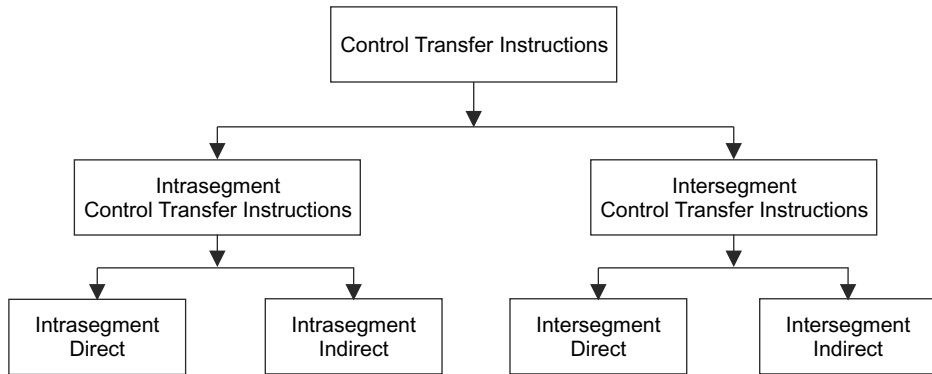 Control Transfer Instructions
Intrasegment
Control Transfer Instructions
Intersegment
Control Transfer Instructions
Intrasegment
Direct
Intrasegment
Indirect
Intersegment
Direct
Intersegment
Indirect